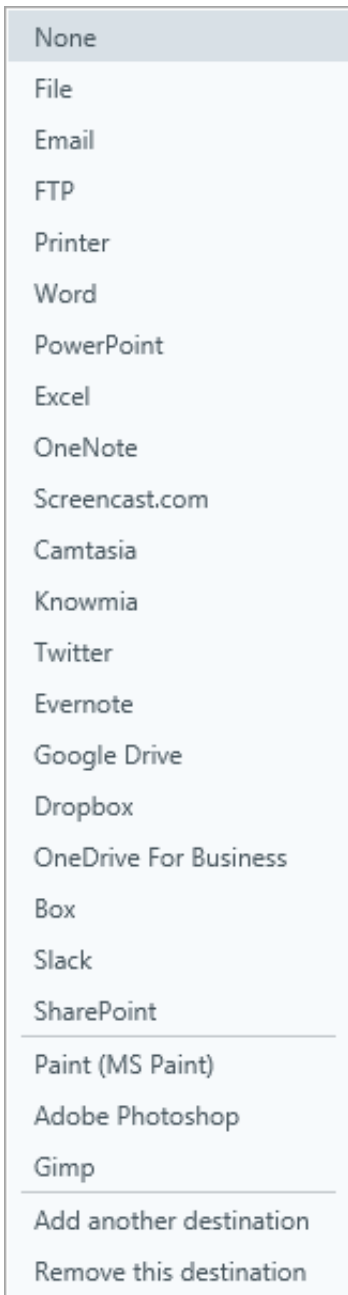 None
File
Email
FTP
Printer
Word
PowerPoint
Excel
OneNote
Screencast.com
Camtasia
Knowmia
Twitter
Evernote
Google Drive
Dropbox
OneDrive For Business
Box
Slack
SharePoint
Paint (MS Paint)
Adobe Photoshop
Gimp
Add another destination
Remove this destination